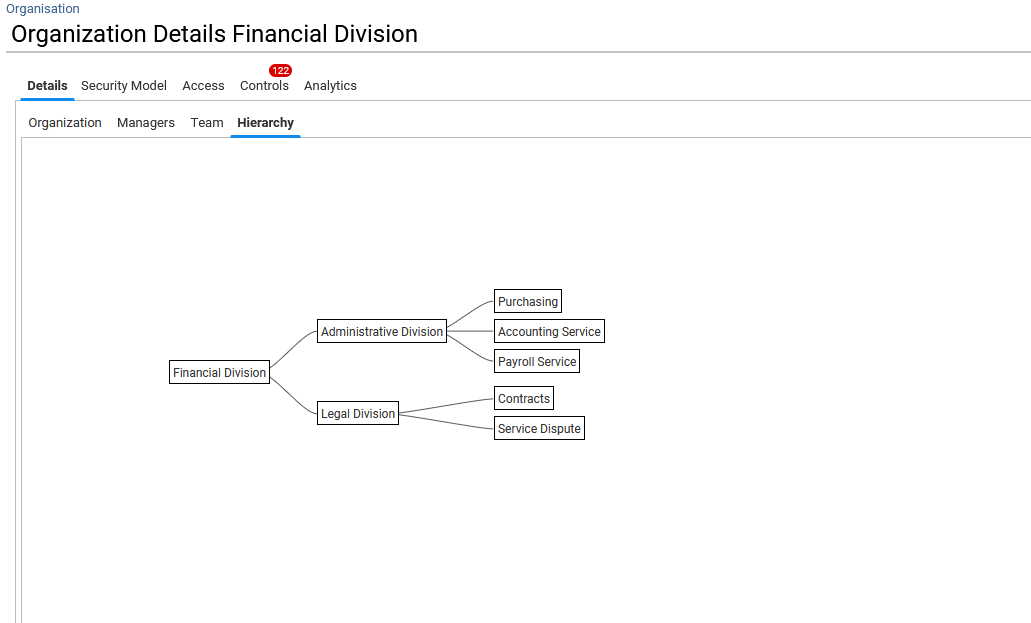 Organisation
Organization Details Financial Division
122
Details Security Model Access Controls Analytics
Organization Managers Team Hierarchy
Purchasing
Administrative Division
Accounting Service
Payroll Service
Financial Division
Contracts
Legal Division
Service Dispute